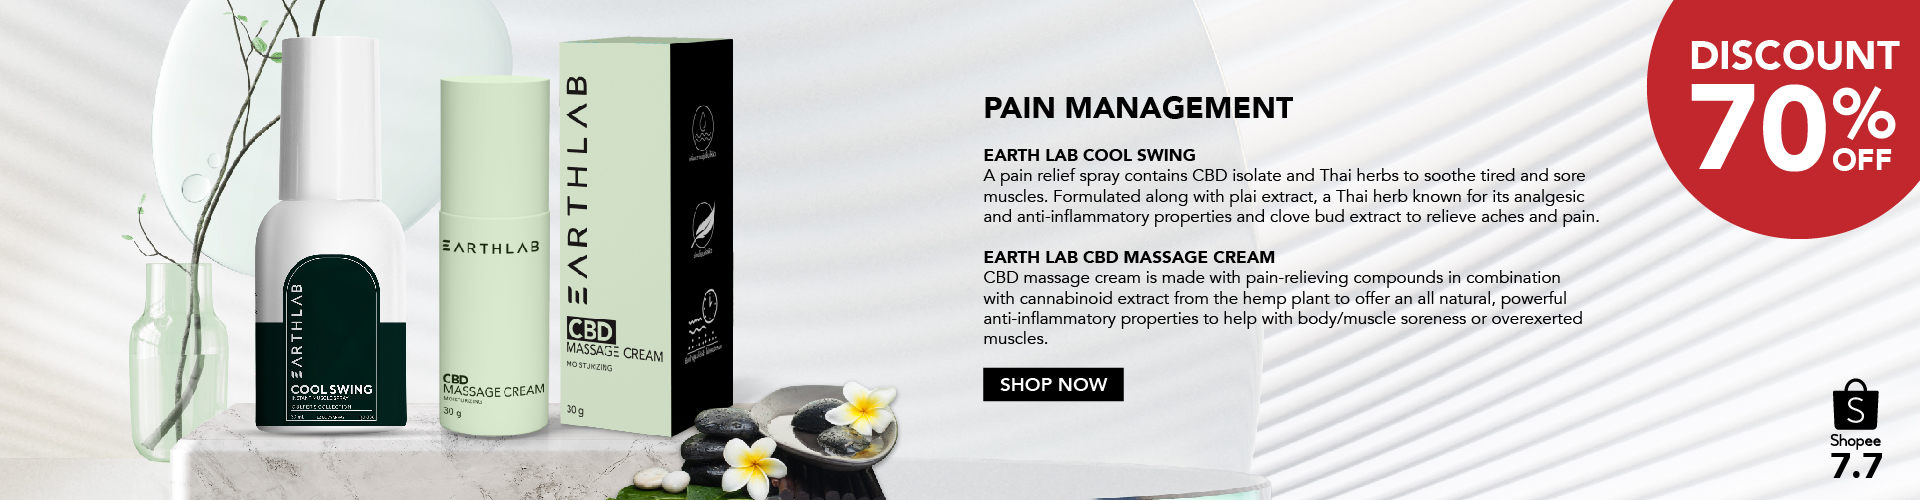 DISCOUNT
70%
OFF
PAIN MANAGEMENT
EARTH LAB COOL SWING
A pain relief spray contains CBD isolate and Thai herbs to soothe tired and sore
muscles. Formulated along with plai extract, a Thai herb known for its analgesic
and anti-inflammatory properties and clove bud extract to relieve aches and pain.
EARTH LAB CBD MASSAGE CREAM
CBD massage cream is made with pain-relieving compounds in combination
with cannabinoid extract from the hemp plant to offer an all natural, powerful
anti-inflammatory properties to help with body/muscle soreness or overexerted
muscles.
SHOP NOW
EARTHLAB
COOL SWING
INSTANT MUSCLE SPRAY
EARTHLAB
CBD
MASSAGE CREAM
MOISTURIZING
30 g
EARTHLAB
CBD
MASSAGE CREAM
MOISTURIZING
30 g
Shopee
7.7